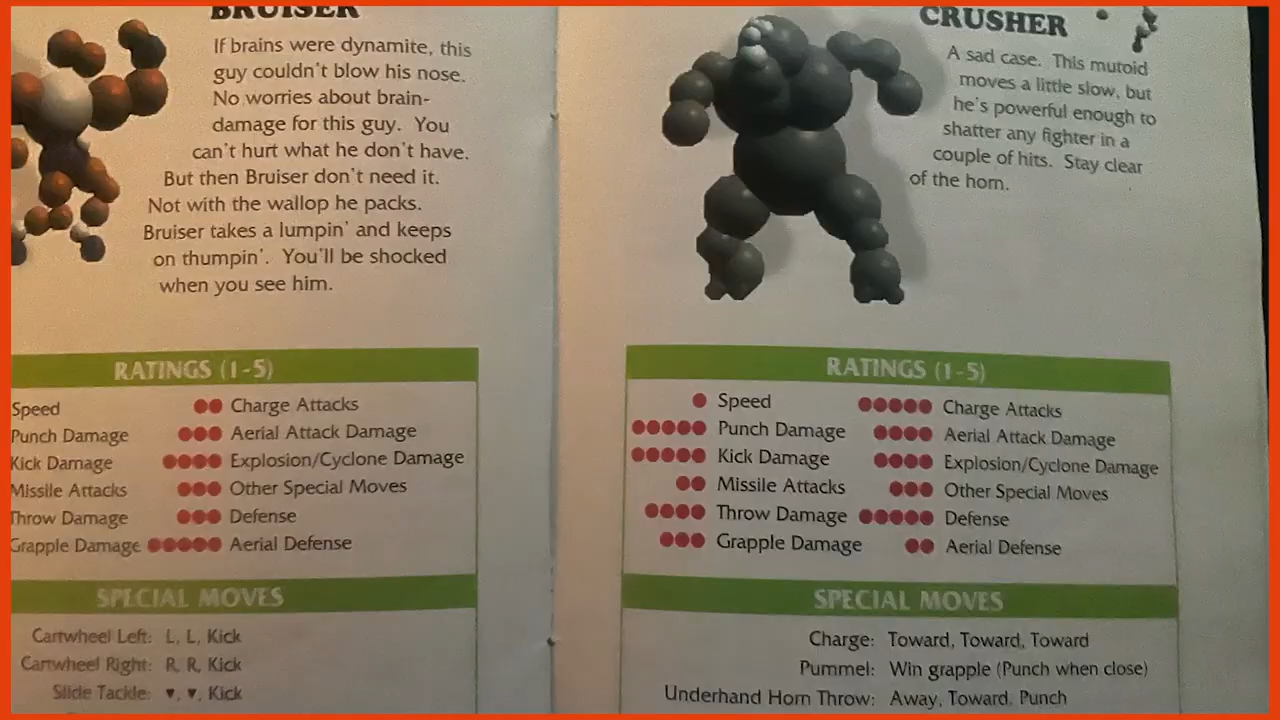 BRUISER
If brains were dynamite, this
guy couldn't blow his nose.
No worries about brain-
damage for this guy. You
can't hurt what he don't have.
But then Bruiser don't need it.
Not with the wallop he packs.
Bruiser takes a lumpin' and keeps
on thumpin'. You'll be shocked
when you see him.
RATINGS (1-5)
Speed Charge Attacks
Punch Damage Aerial Attack Damage
Kick Damage Explosion/Cyclone Damage
Missile Attacks Other Special Moves
Throw Damage Defense
Grapple Damage Aerial Defense
SPECIAL MOVES
Cartwheel Left: L, L, Kick
Cartwheel Right: R, R, Kick
Slide Tackle: ♥, ♥, Kick
CRUSHER
A sad case. This mutoid
moves a little slow, but
he's powerful enough to
shatter any fighter in a
couple of hits. Stay clear
of the horn.
RATINGS (1-5)
Speed Charge Attacks
Punch Damage Aerial Attack Damage
Kick Damage Explosion/Cyclone Damage
Missile Attacks Other Special Moves
Throw Damage Defense
Grapple Damage Aerial Defense
SPECIAL MOVES
Charge: Toward, Toward, Toward
Pummel: Win grapple (Punch when close)
Underhand Horn Throw: Away, Toward, Punch